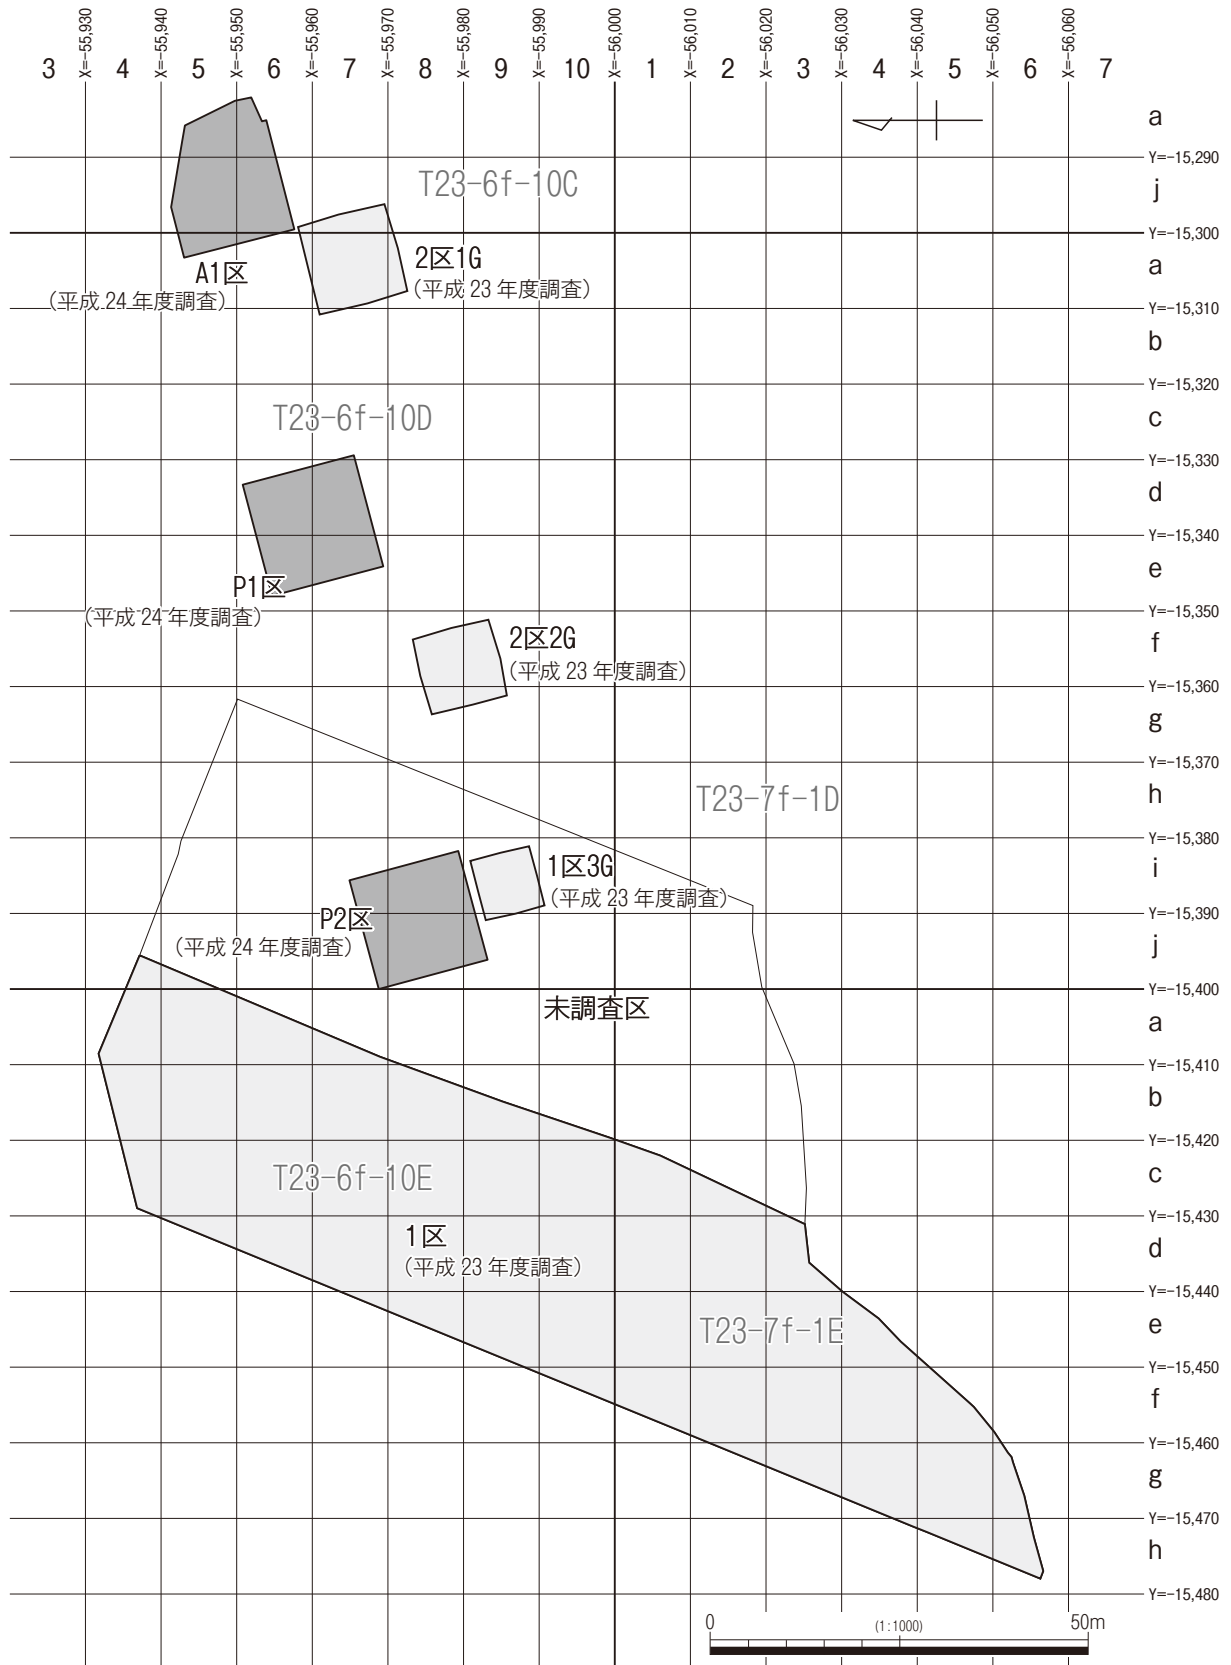 X=-55,930 X=-55,940 X=-55,950 X=-55,960 X=-55,970 X=-55,980 X=-55,990 X=-56,000 X=-56,010 X=-56,020 X=-56,030 X=-56,040 X=-56,050 X=-56,060
3 4 5 6 7 8 9 10 1 2 3 4 5 6 7
a
Y=-15,290
T23-6f-10C
j
Y=-15,300
2区1G
a
A1区
(平成 23 年度調査)
(平成 24 年度調査)
Y=-15,310
b
Y=-15,320
T23-6f-10D
c
Y=-15,330
d
Y=-15,340
e
P1区
(平成 24 年度調査)
Y=-15,350
2区2G
f
(平成 23 年度調査)
Y=-15,360
g
Y=-15,370
T23-7f-1D
h
Y=-15,380
1区3G
i
(平成 23 年度調査)
Y=-15,390
P2区
(平成 24 年度調査)
j
Y=-15,400
未調査区
a
Y=-15,410
b
Y=-15,420
T23-6f-10E
c
Y=-15,430
1区
d
(平成 23 年度調査)
Y=-15,440
T23-7f-1E
e
Y=-15,450
f
Y=-15,460
g
Y=-15,470
h
Y=-15,480
0 (1:1000) 50m